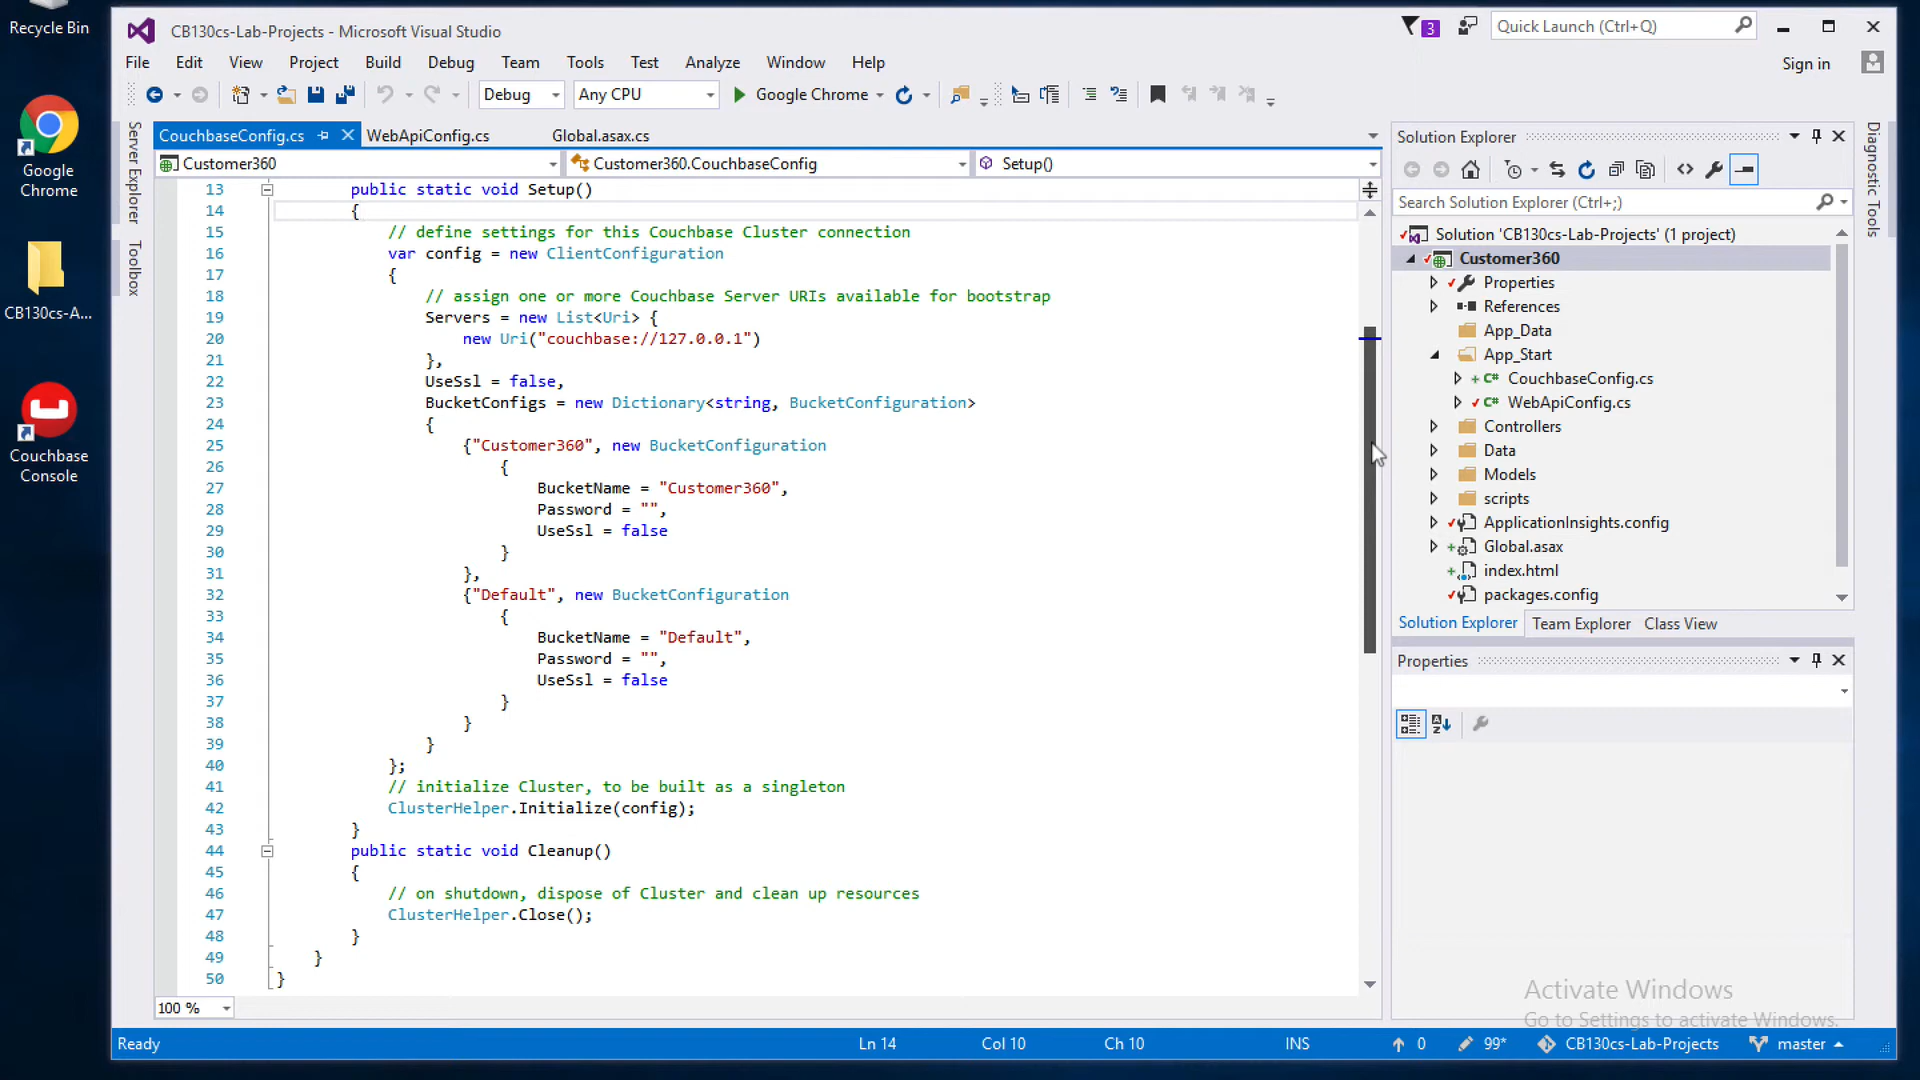 Recycle Bin
Google
Chrome
CB130cs-A...
Couchbase
Console
CB130cs-Lab-Projects - Microsoft Visual Studio
3
Quick Launch (Ctrl+Q)
File Edit View Project Build Debug Team Tools Test Analyze Window Help
Sign in
Debug Any CPU Google Chrome
Server Explorer
Toolbox
CouchbaseConfig.cs WebApiConfig.cs Global.asax.cs
Customer360 Customer360.CouchbaseConfig Setup()
13 public static void Setup()
14 {
15 // define settings for this Couchbase Cluster connection
16 var config = new ClientConfiguration
17 {
18 // assign one or more Couchbase Server URIs available for bootstrap
19 Servers = new List<Uri> {
20 new Uri("couchbase://127.0.0.1")
21 },
22 UseSsl = false,
23 BucketConfigs = new Dictionary<string, BucketConfiguration>
24 {
25 {"Customer360", new BucketConfiguration
26 {
27 BucketName = "Customer360",
28 Password = "",
29 UseSsl = false
30 }
31 },
32 {"Default", new BucketConfiguration
33 {
34 BucketName = "Default",
35 Password = "",
36 UseSsl = false
37 }
38 }
39 }
40 };
41 // initialize Cluster, to be built as a singleton
42 ClusterHelper.Initialize(config);
43 }
44 public static void Cleanup()
45 {
46 // on shutdown, dispose of Cluster and clean up resources
47 ClusterHelper.Close();
48 }
49 }
50 }
100 %
Solution Explorer
Search Solution Explorer (Ctrl+;)
Solution 'CB130cs-Lab-Projects' (1 project)
Customer360
Properties
References
App_Data
App_Start
C# CouchbaseConfig.cs
C# WebApiConfig.cs
Controllers
Data
Models
scripts
ApplicationInsights.config
Global.asax
index.html
packages.config
Solution Explorer Team Explorer Class View
Properties
Diagnostic Tools
Activate Windows
Go to Settings to activate Windows.
Ready Ln 14 Col 10 Ch 10 INS 0 99* CB130cs-Lab-Projects master